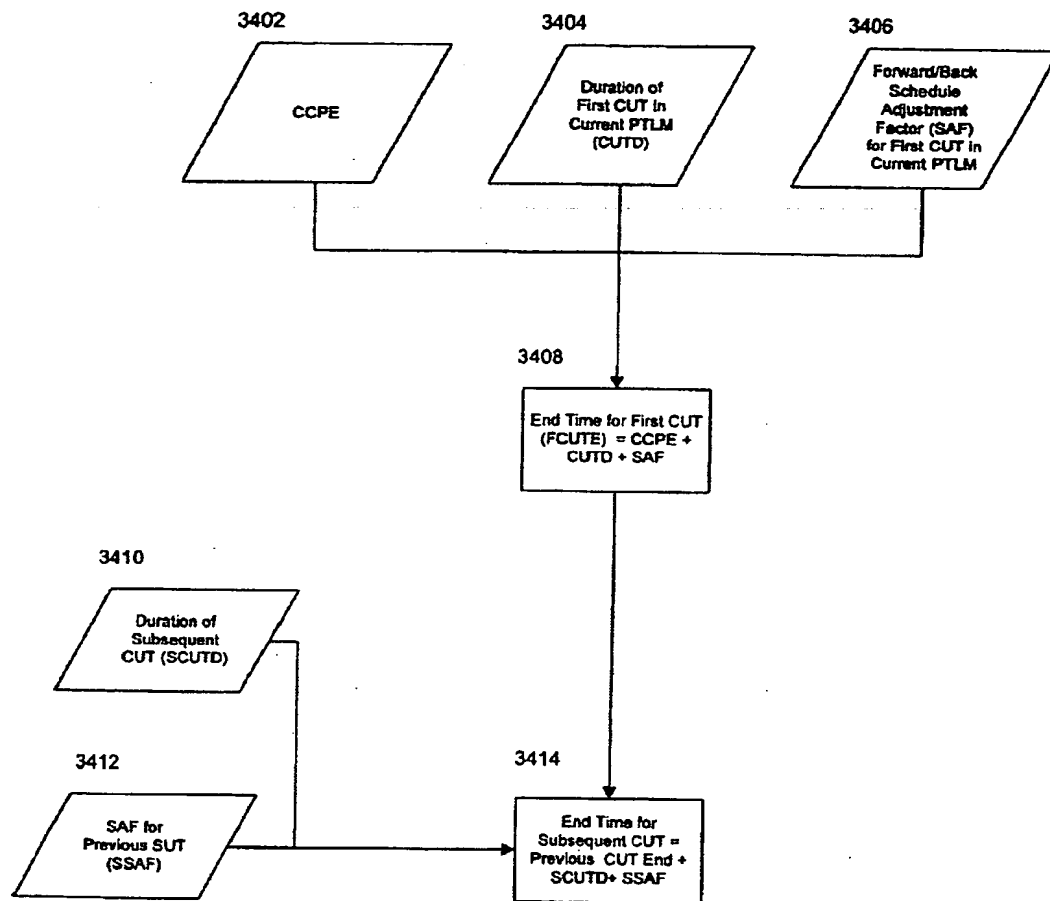 3402
3404
3406
CCPE
Duration of
First CUT in
Current PTLM
(CUTD)
Forward/Back
Schedule
Adjustment
Factor (SAF)
for First CUT in
Current PTLM
3408
End Time for First CUT
(FCUTE) = CCPE +
CUTD + SAF
3410
Duration of
Subsequent
CUT (SCUTD)
3412
SAF for
Previous SUT
(SSAF)
3414
End Time for
Subsequent CUT =
Previous CUT End +
SCUTD+ SSAF